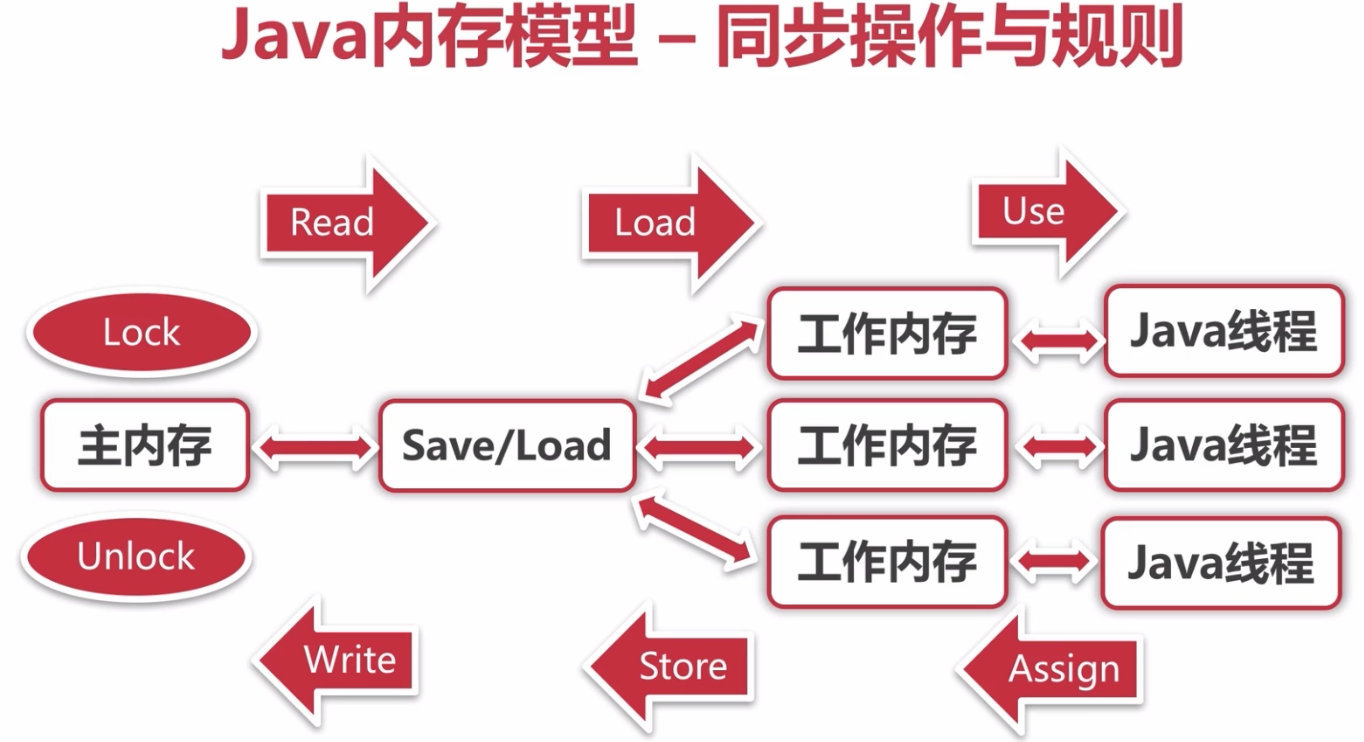 Java内存模型 – 同步操作与规则
Read
Load
Use
Lock
工作内存
Java线程
主内存
Save/Load
工作内存
Java线程
Unlock
工作内存
Java线程
Write
Store
Assign